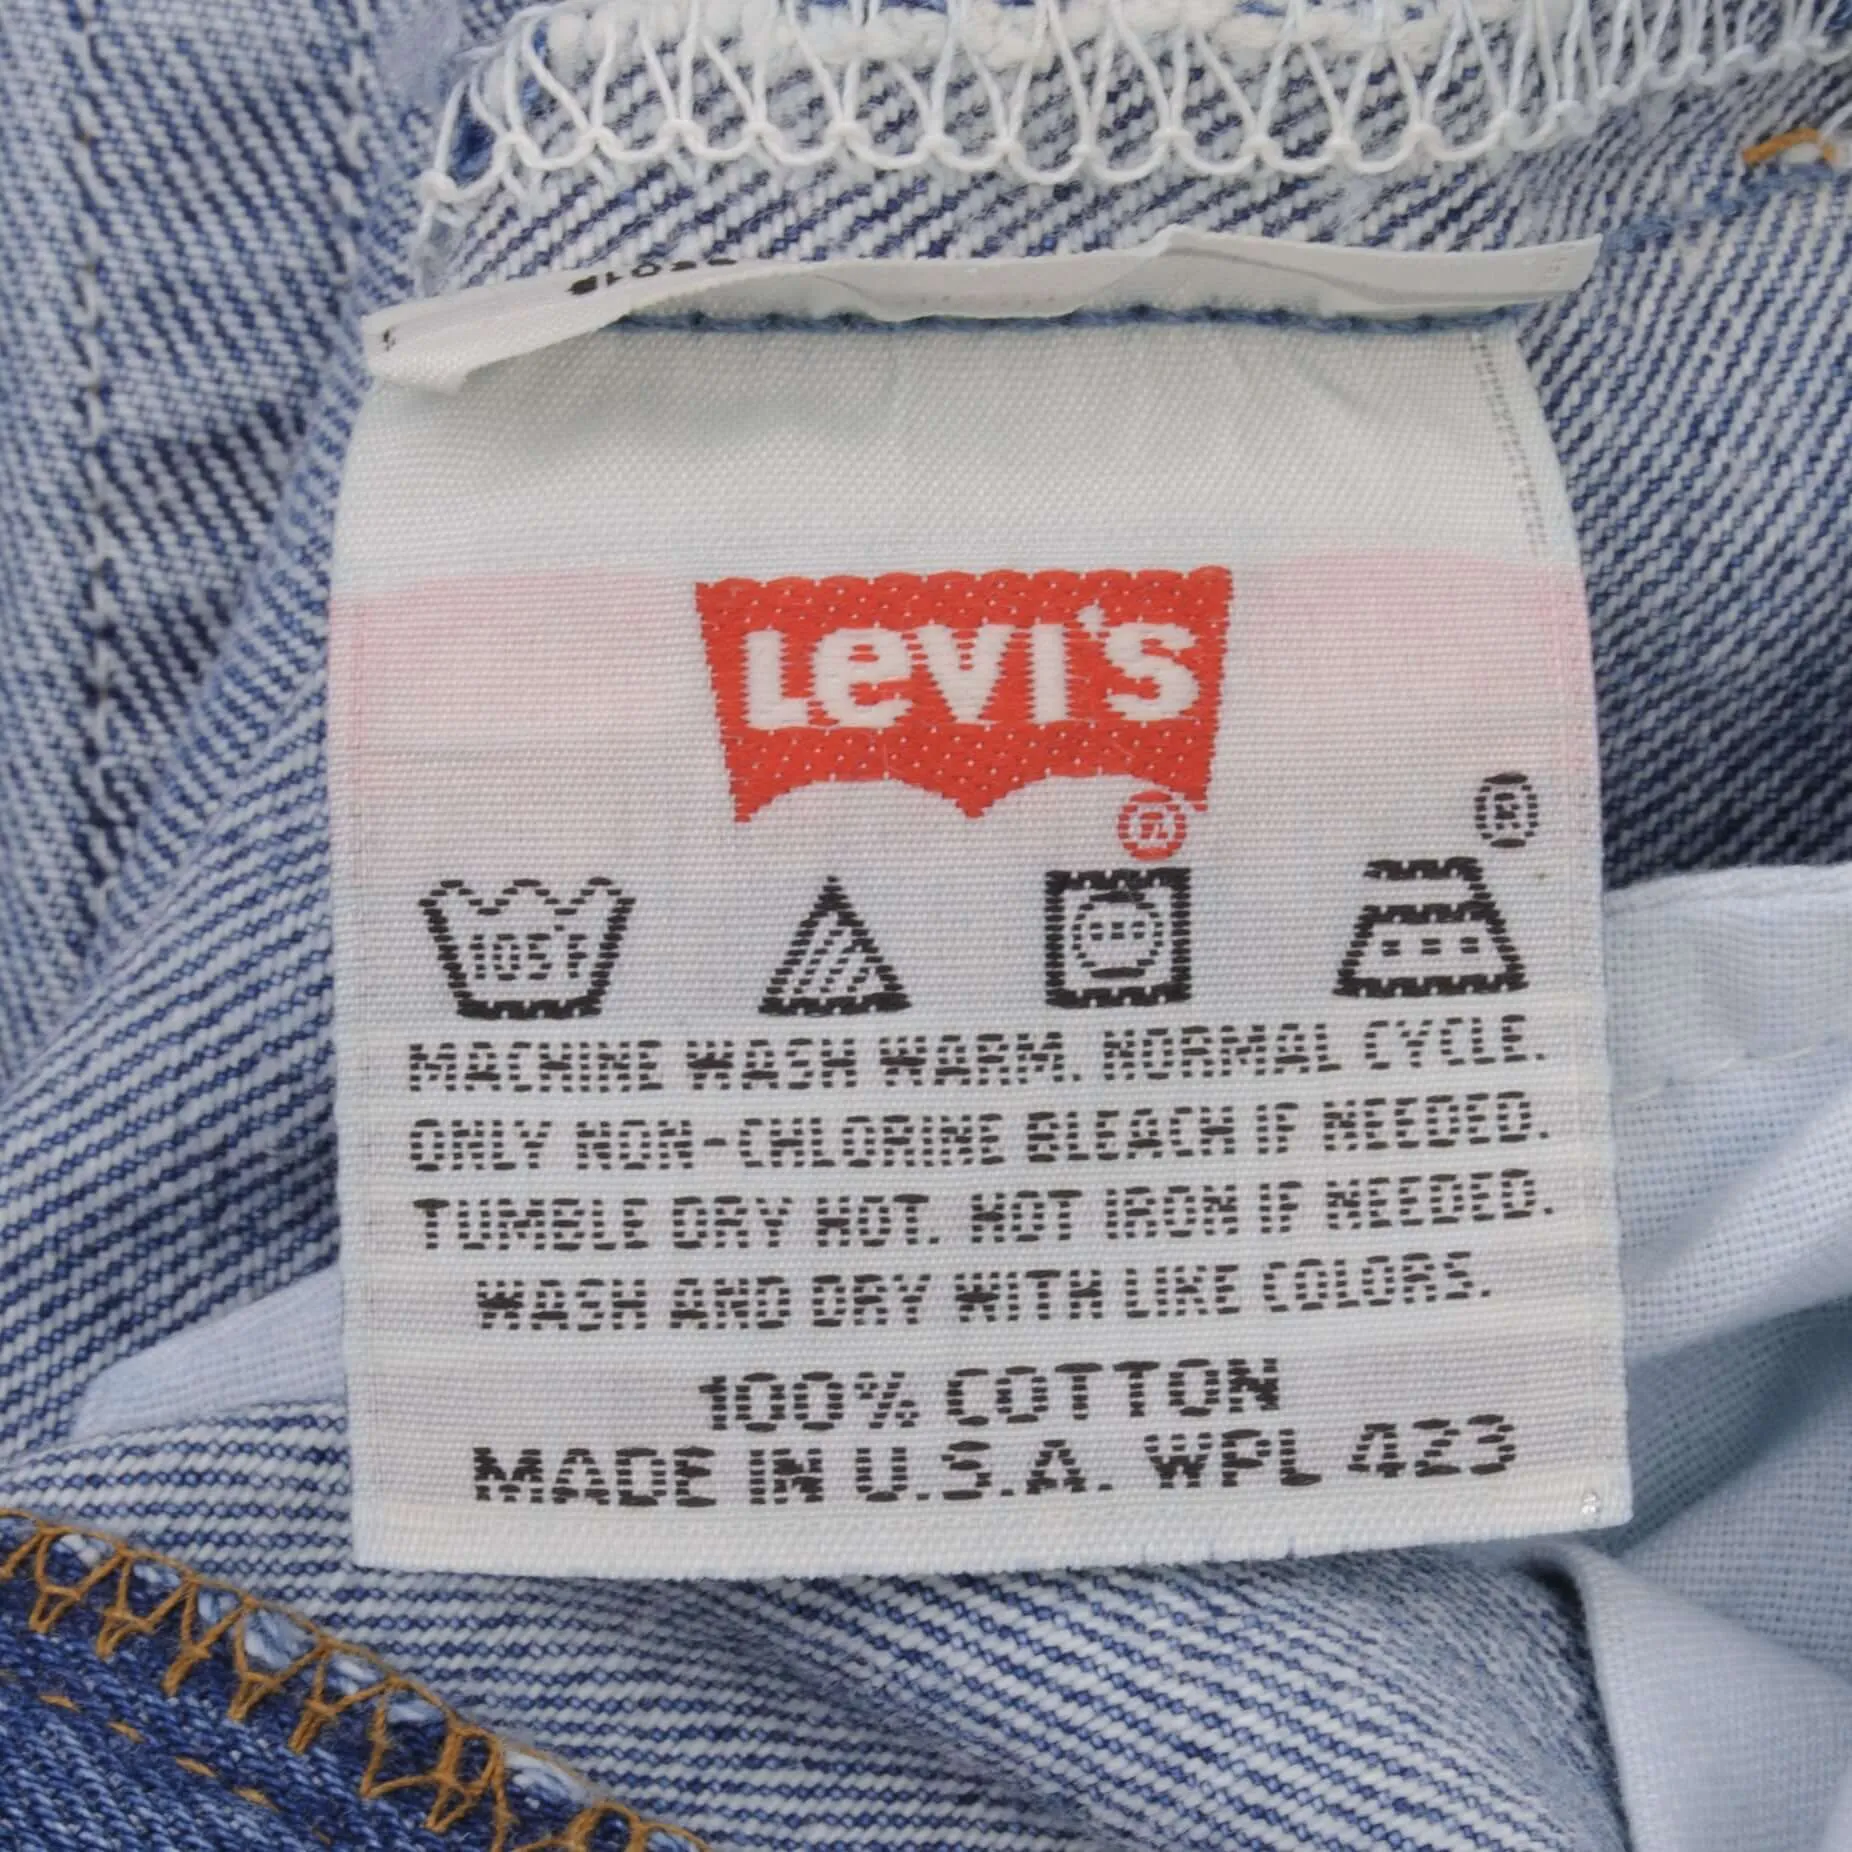 LEVI'S
®
®
105°F
MACHINE WASH WARM. NORMAL CYCLE.
ONLY NON-CHLORINE BLEACH IF NEEDED.
TUMBLE DRY HOT. HOT IRON IF NEEDED.
WASH AND DRY WITH LIKE COLORS.
100% COTTON
MADE IN U.S.A. WPL 423